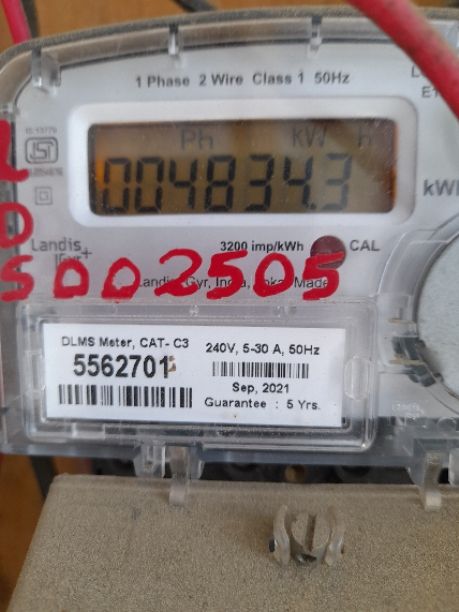 1 Phase 2 Wire Class 1 50Hz
Ph kW h
004834.3
kWh
Landis
Gyr+
3200 imp/kWh
CAL
S002505
DLMS Meter, CAT- C3
5562701
240V, 5-30 A, 50Hz
Sep, 2021
Guarantee : 5 Yrs.